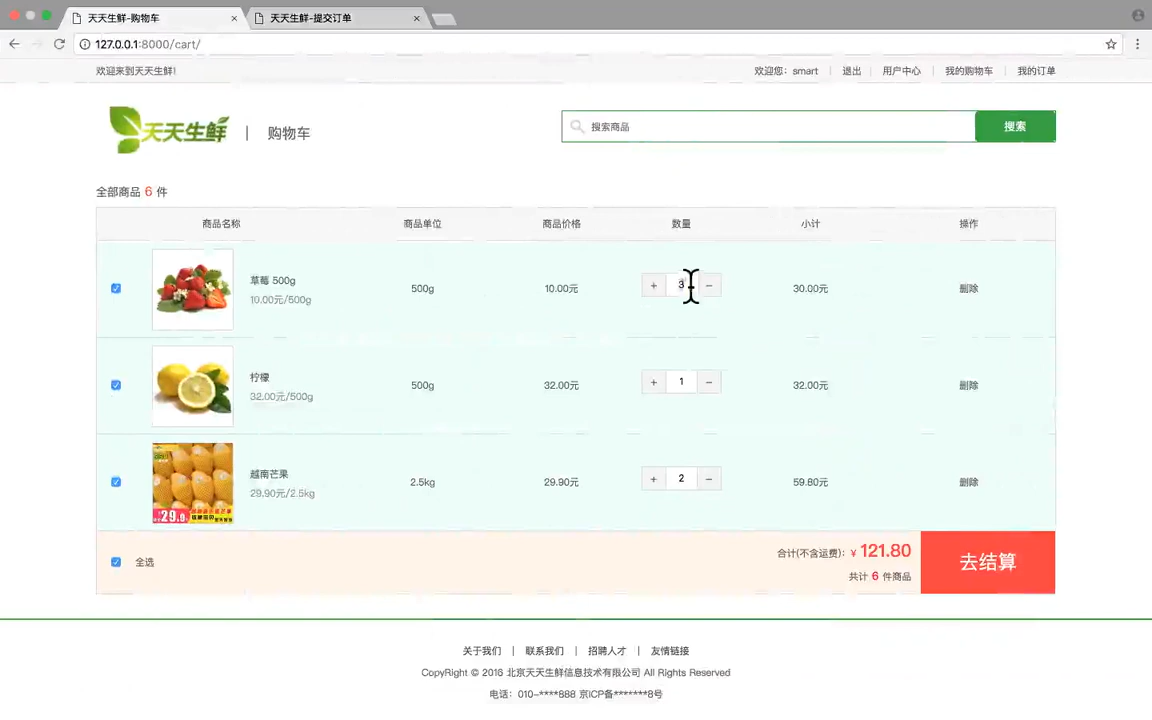 天天生鲜-购物车
天天生鲜-提交订单
127.0.0.1:8000/cart/
欢迎来到天天生鲜!
欢迎您：smart | 退出 | 用户中心 | 我的购物车 | 我的订单
天天生鲜 | 购物车
搜索商品
搜索
全部商品 6 件
商品名称 商品单位 商品价格 数量 小计 操作
草莓 500g
10.00元/500g
500g 10.00元 + 3 - 30.00元 删除
柠檬
32.00元/500g
500g 32.00元 + 1 - 32.00元 删除
越南芒果
29.90元/2.5kg
2.5kg 29.90元 + 2 - 59.80元 删除
全选
合计(不含运费)：¥ 121.80
共计 6 件商品
去结算
关于我们 | 联系我们 | 招聘人才 | 友情链接
CopyRight © 2016 北京天天生鲜信息技术有限公司 All Rights Reserved
电话：010-****888 京ICP备*******8号